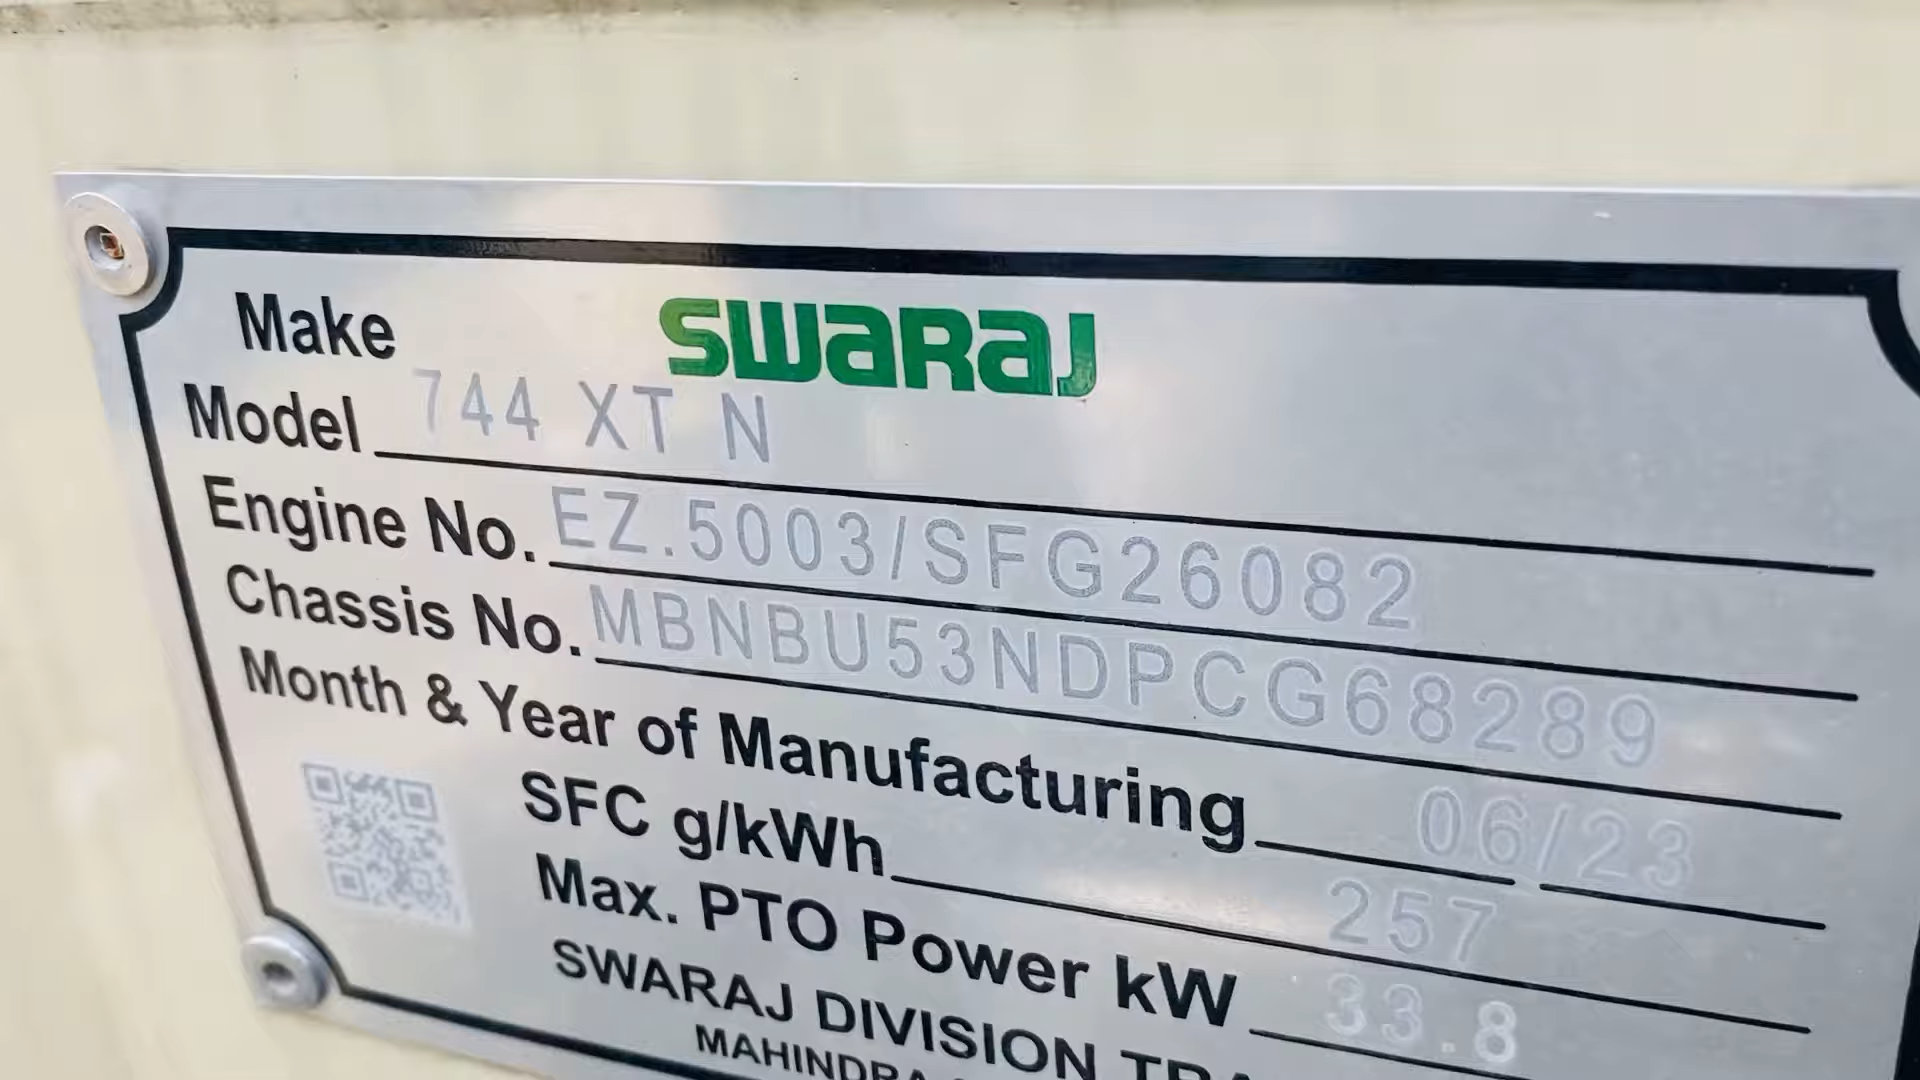 Make SWARAJ
Model 744 XT N
Engine No. EZ.5003/SFG26082
Chassis No. MBNBU53NDPCG68289
Month & Year of Manufacturing 06/23
SFC g/kWh 257
Max. PTO Power kW 33.8
SWARAJ DIVISION
MAHINDRA